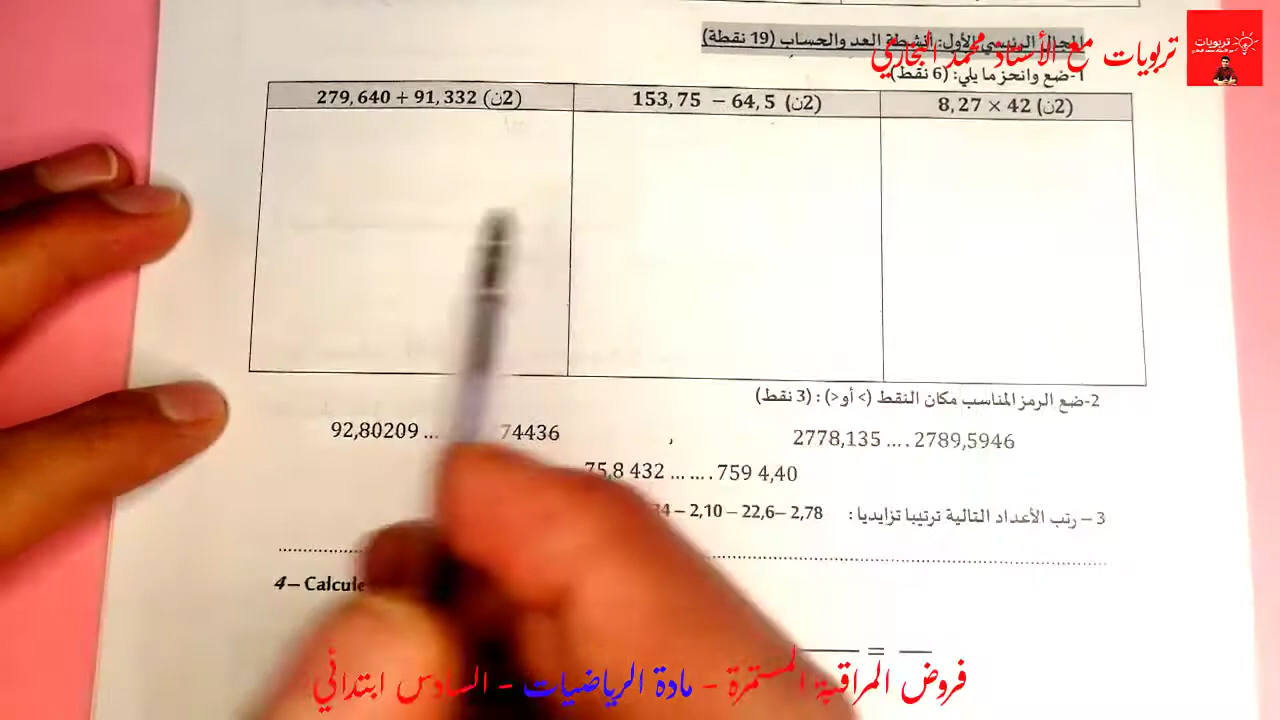 المجال الرئيسي الأول: أنشطة العد والحساب (19 نقطة)
تربويات مع الأستاذ محمد البخاري
تربويات
1-ضع وانجز ما يلي: (6 نقط)
279,640 + 91,332 (2ن)
153,75 − 64,5 (2ن)
8,27 × 42 (2ن)
2-ضع الرمز المناسب مكان النقط (> أو<) : (3 نقط)
2778,135 .... 2789,5946
,
92,80209 ... 74436
75,8 432 ... ... . 759 4,40
3 – رتب الأعداد التالية ترتيبا تزايديا : 34 – 2,10 – 22,6– 2,78
4– Calcule
=
فروض المراقبة المستمرة - مادة الرياضيات - السادس ابتدائي